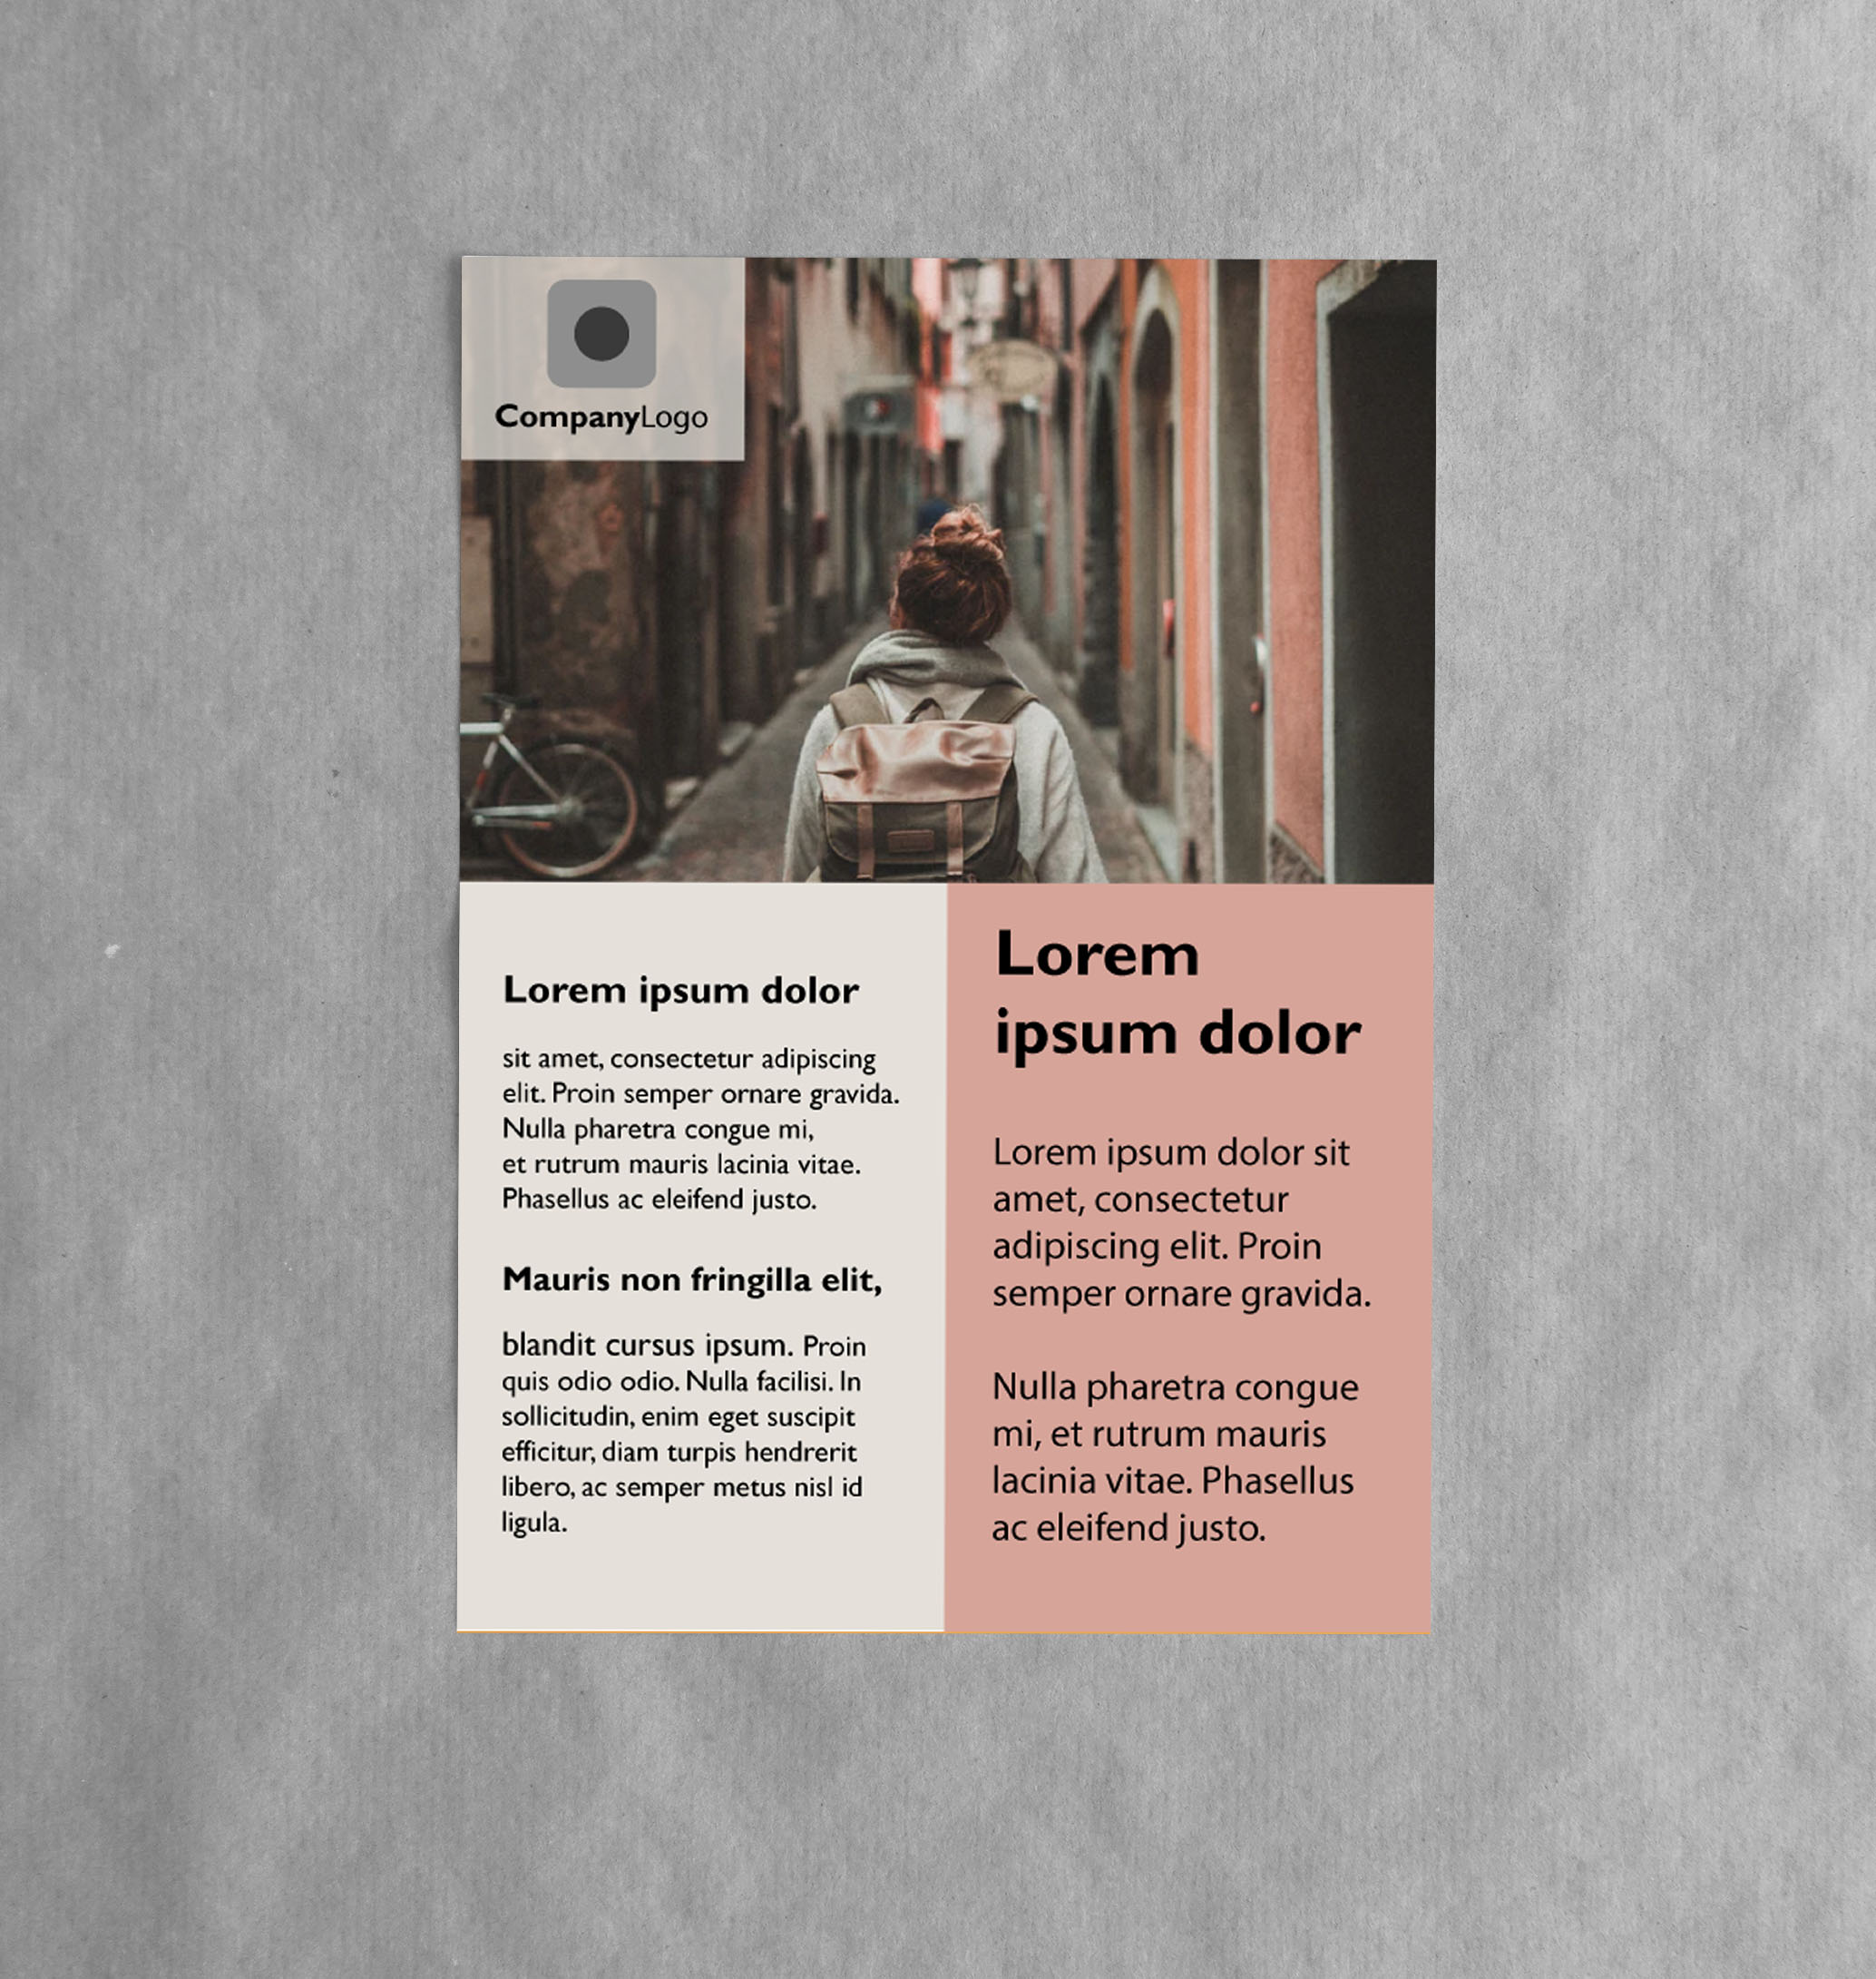 CompanyLogo
Lorem ipsum dolor
sit amet, consectetur adipiscing
elit. Proin semper ornare gravida.
Nulla pharetra congue mi,
et rutrum mauris lacinia vitae.
Phasellus ac eleifend justo.
Mauris non fringilla elit,
blandit cursus ipsum. Proin
quis odio odio. Nulla facilisi. In
sollicitudin, enim eget suscipit
efficitur, diam turpis hendrerit
libero, ac semper metus nisl id
ligula.
Lorem
ipsum dolor
Lorem ipsum dolor sit
amet, consectetur
adipiscing elit. Proin
semper ornare gravida.
Nulla pharetra congue
mi, et rutrum mauris
lacinia vitae. Phasellus
ac eleifend justo.